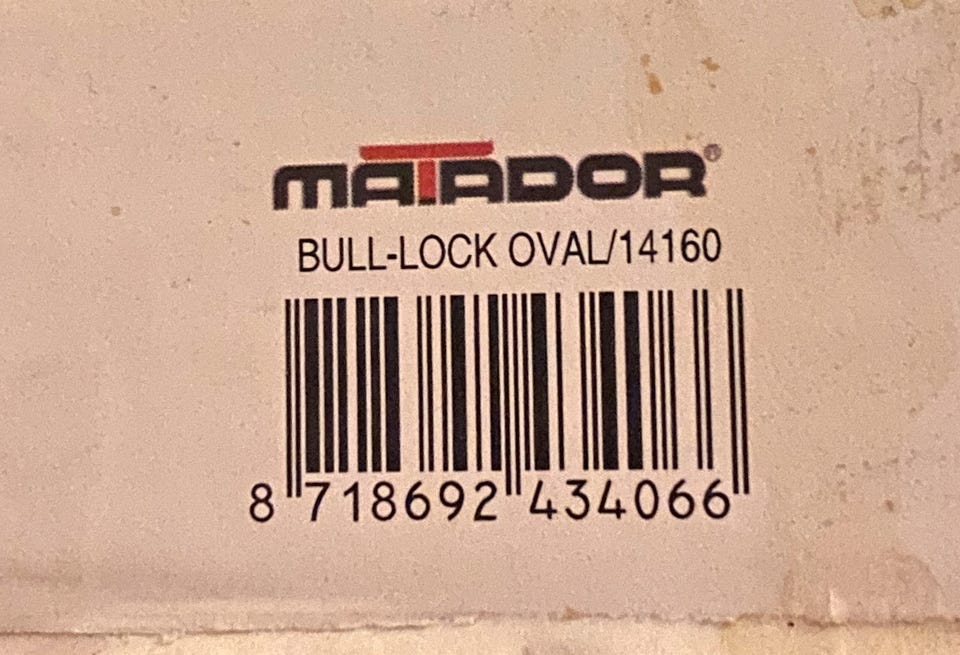 MATADOR®
BULL-LOCK OVAL/14160
8 718692 434066